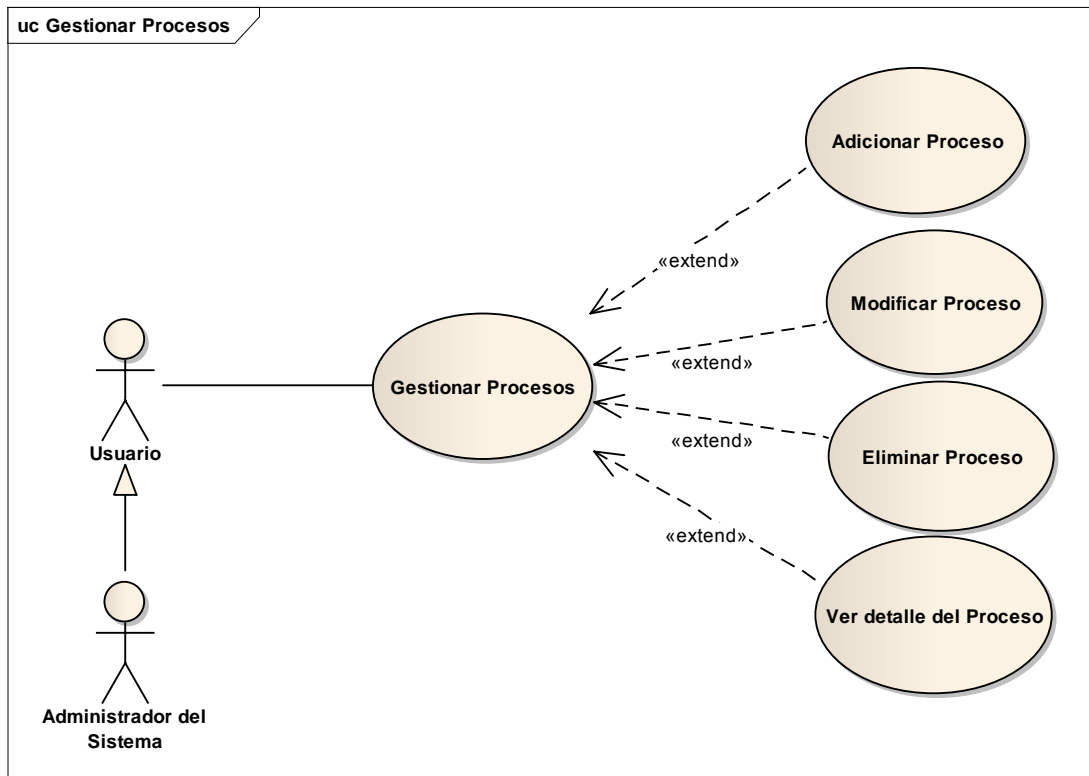 uc Gestionar Procesos
Adicionar Proceso
«extend»
Modificar Proceso
«extend»
Gestionar Procesos
«extend»
Usuario
Eliminar Proceso
«extend»
Ver detalle del Proceso
Administrador del
Sistema